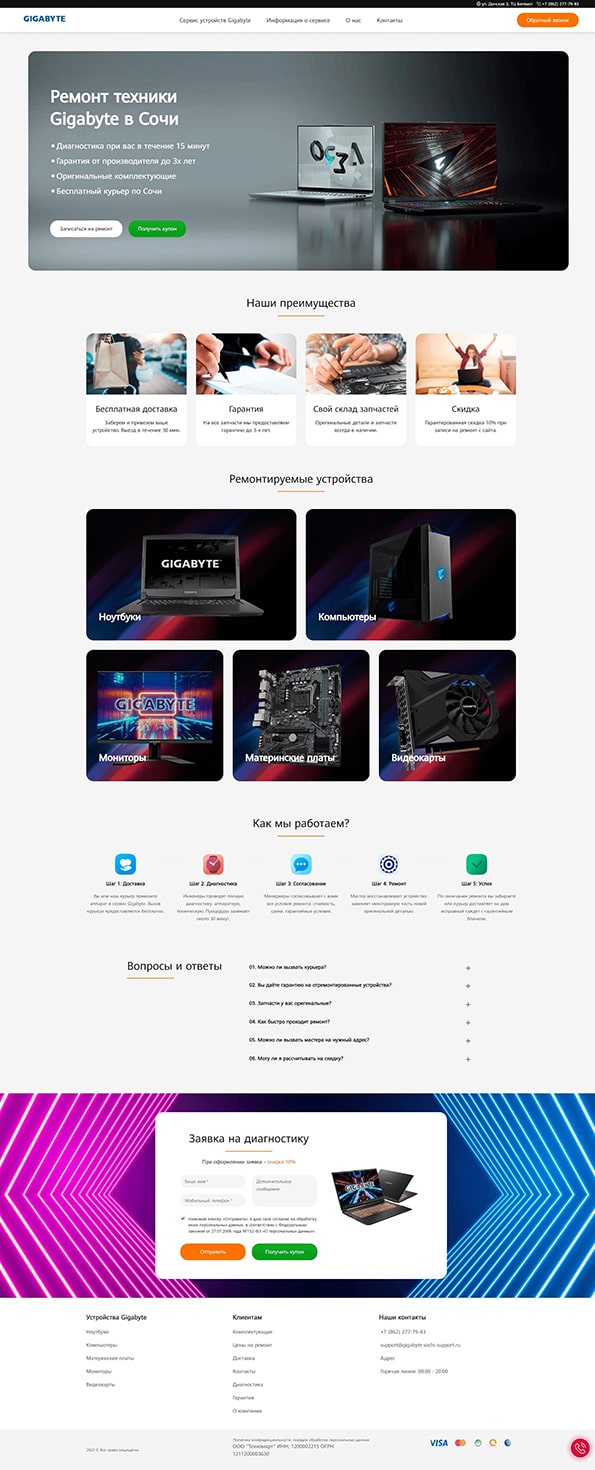 ул. Донская 3, ТЦ Беликст +7 (862) 277-79-83
GIGABYTE
Сервис устройств Gigabyte Информация о сервисе О нас Контакты
Обратный звонок
Ремонт техники
Gigabyte в Сочи
Диагностика при вас в течение 15 минут
Гарантия от производителя до 3х лет
Оригинальные комплектующие
Бесплатный курьер по Сочи
Записаться на ремонт Получить купон
Наши преимущества
Бесплатная доставка
Заберем и привезем ваше
устройство. Выезд в течение 30 мин.
Гарантия
На все запчасти мы предоставляем
гарантию до 3-х лет.
Свой склад запчастей
Оригинальные детали и запчасти
всегда в наличии.
Скидка
Гарантированная скидка 10% при
записи на ремонт с сайта.
Ремонтируемые устройства
GIGABYTE
Ноутбуки
Компьютеры
GIGABYTE
Мониторы
Материнские платы
GIGABYTE
Видеокарты
Как мы работаем?
Шаг 1: Доставка
Вы или наш курьер привозите
аппарат в сервис Gigabyte. Вызов
курьера предоставляется бесплатно.
Шаг 2: Диагностика
Инженеры проводят полную
диагностику: аппаратную,
техническую. Процедура занимает
около 30 минут.
Шаг 3: Согласование
Менеджеры согласовывают с вами
все условия ремонта: стоимость,
сроки, гарантийные условия.
Шаг 4: Ремонт
Мастер восстанавливает устройство
заменяет неисправную часть новой
оригинальной деталью.
Шаг 5: Успех
По окончании ремонта вы забираете
или курьер доставляет на дом
исправный гаджет с гарантийным
бланком.
Вопросы и ответы
01. Можно ли вызвать курьера?
02. Вы даёте гарантию на отремонтированные устройства?
03. Запчасти у вас оригинальные?
04. Как быстро проходит ремонт?
05. Можно ли вызвать мастера на нужный адрес?
06. Могу ли я рассчитывать на скидку?
Заявка на диагностику
При оформлении заявки - скидка 10%
Ваше имя *
Мобильный телефон *
Дополнительное
сообщение
Нажимая кнопку «Отправить», я даю свое согласие на обработку
моих персональных данных, в соответствии с Федеральным
законом от 27.07.2006 года №152-ФЗ «О персональных данных».
Отправить Получить купон
Устройства Gigabyte
Ноутбуки
Компьютеры
Материнские платы
Мониторы
Видеокарты
Клиентам
Комплектующие
Цены на ремонт
Доставка
Контакты
Диагностика
Гарантия
О компании
Наши контакты
+7 (862) 277-79-83
support@gigabyte-sochi-support.ru
Адрес
Горячая линия: 08:00 - 20:00
2022 © Все права защищены.
Политика конфиденциальности, порядок обработки персональных данных
ООО "Техномарт" ИНН: 1200002215 ОГРН:
1211200003630
VISA